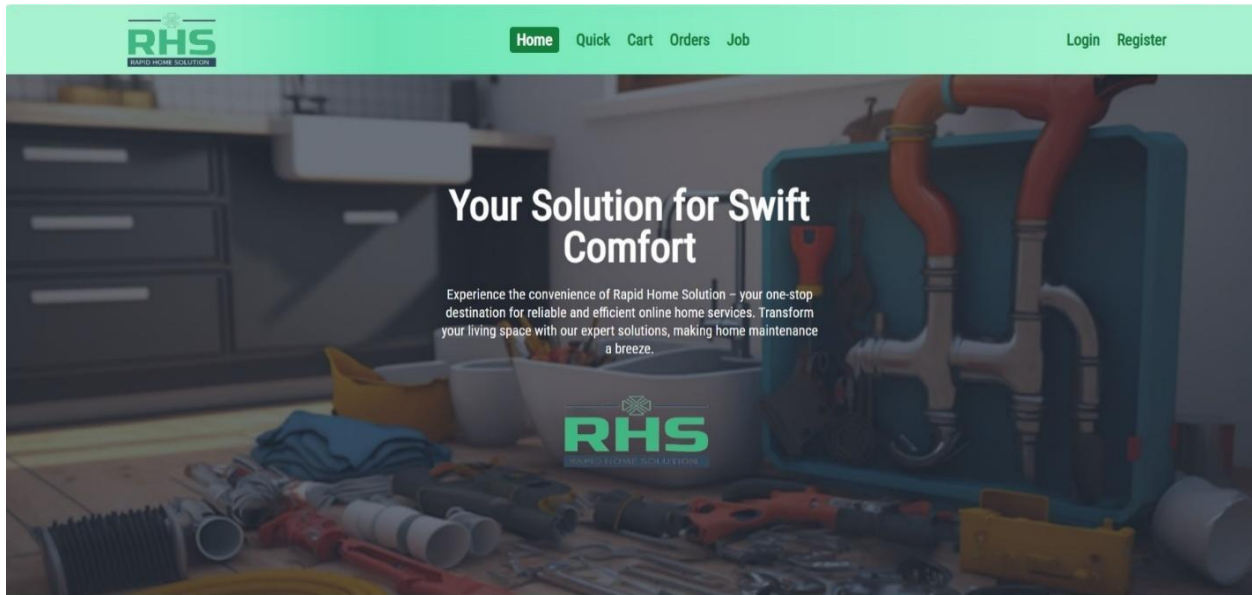 RHS
RAPID HOME SOLUTION
Home Quick Cart Orders Job
Login Register
Your Solution for Swift
Comfort
Experience the convenience of Rapid Home Solution – your one-stop
destination for reliable and efficient online home services. Transform
your living space with our expert solutions, making home maintenance
a breeze.
RHS
RAPID HOME SOLUTION